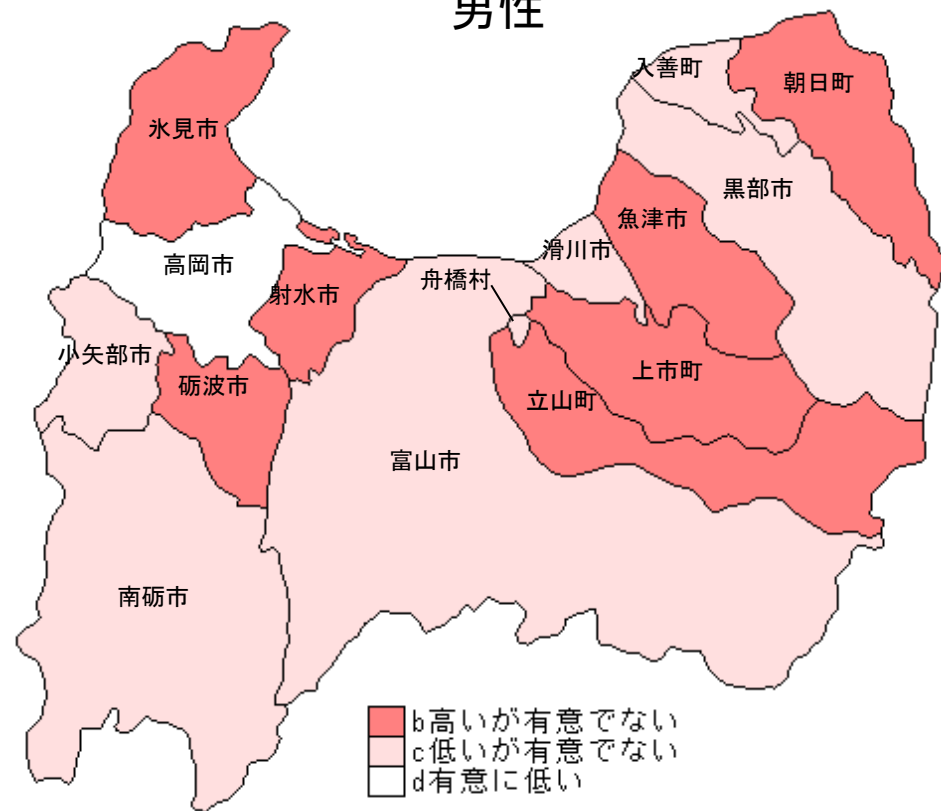 男性
入善町
朝日町
氷見市
黒部市
魚津市
滑川市
高岡市
舟橋村
射水市
小矢部市
砺波市
上市町
立山町
富山市
南砺市
b高いが有意でない
c低いが有意でない
d有意に低い